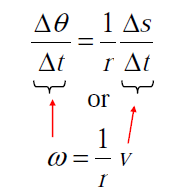 Δθ/Δt = 1/r Δs/Δt
or
ω = 1/r v